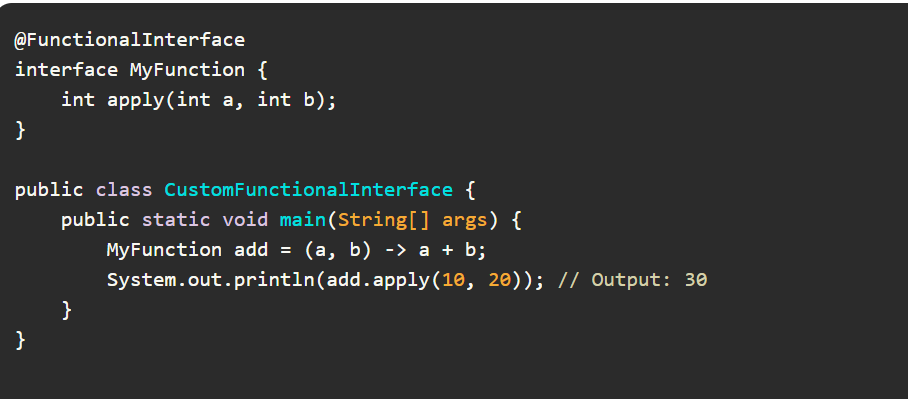 @FunctionalInterface
interface MyFunction {
    int apply(int a, int b);
}

public class CustomFunctionalInterface {
    public static void main(String[] args) {
        MyFunction add = (a, b) -> a + b;
        System.out.println(add.apply(10, 20)); // Output: 30
    }
}